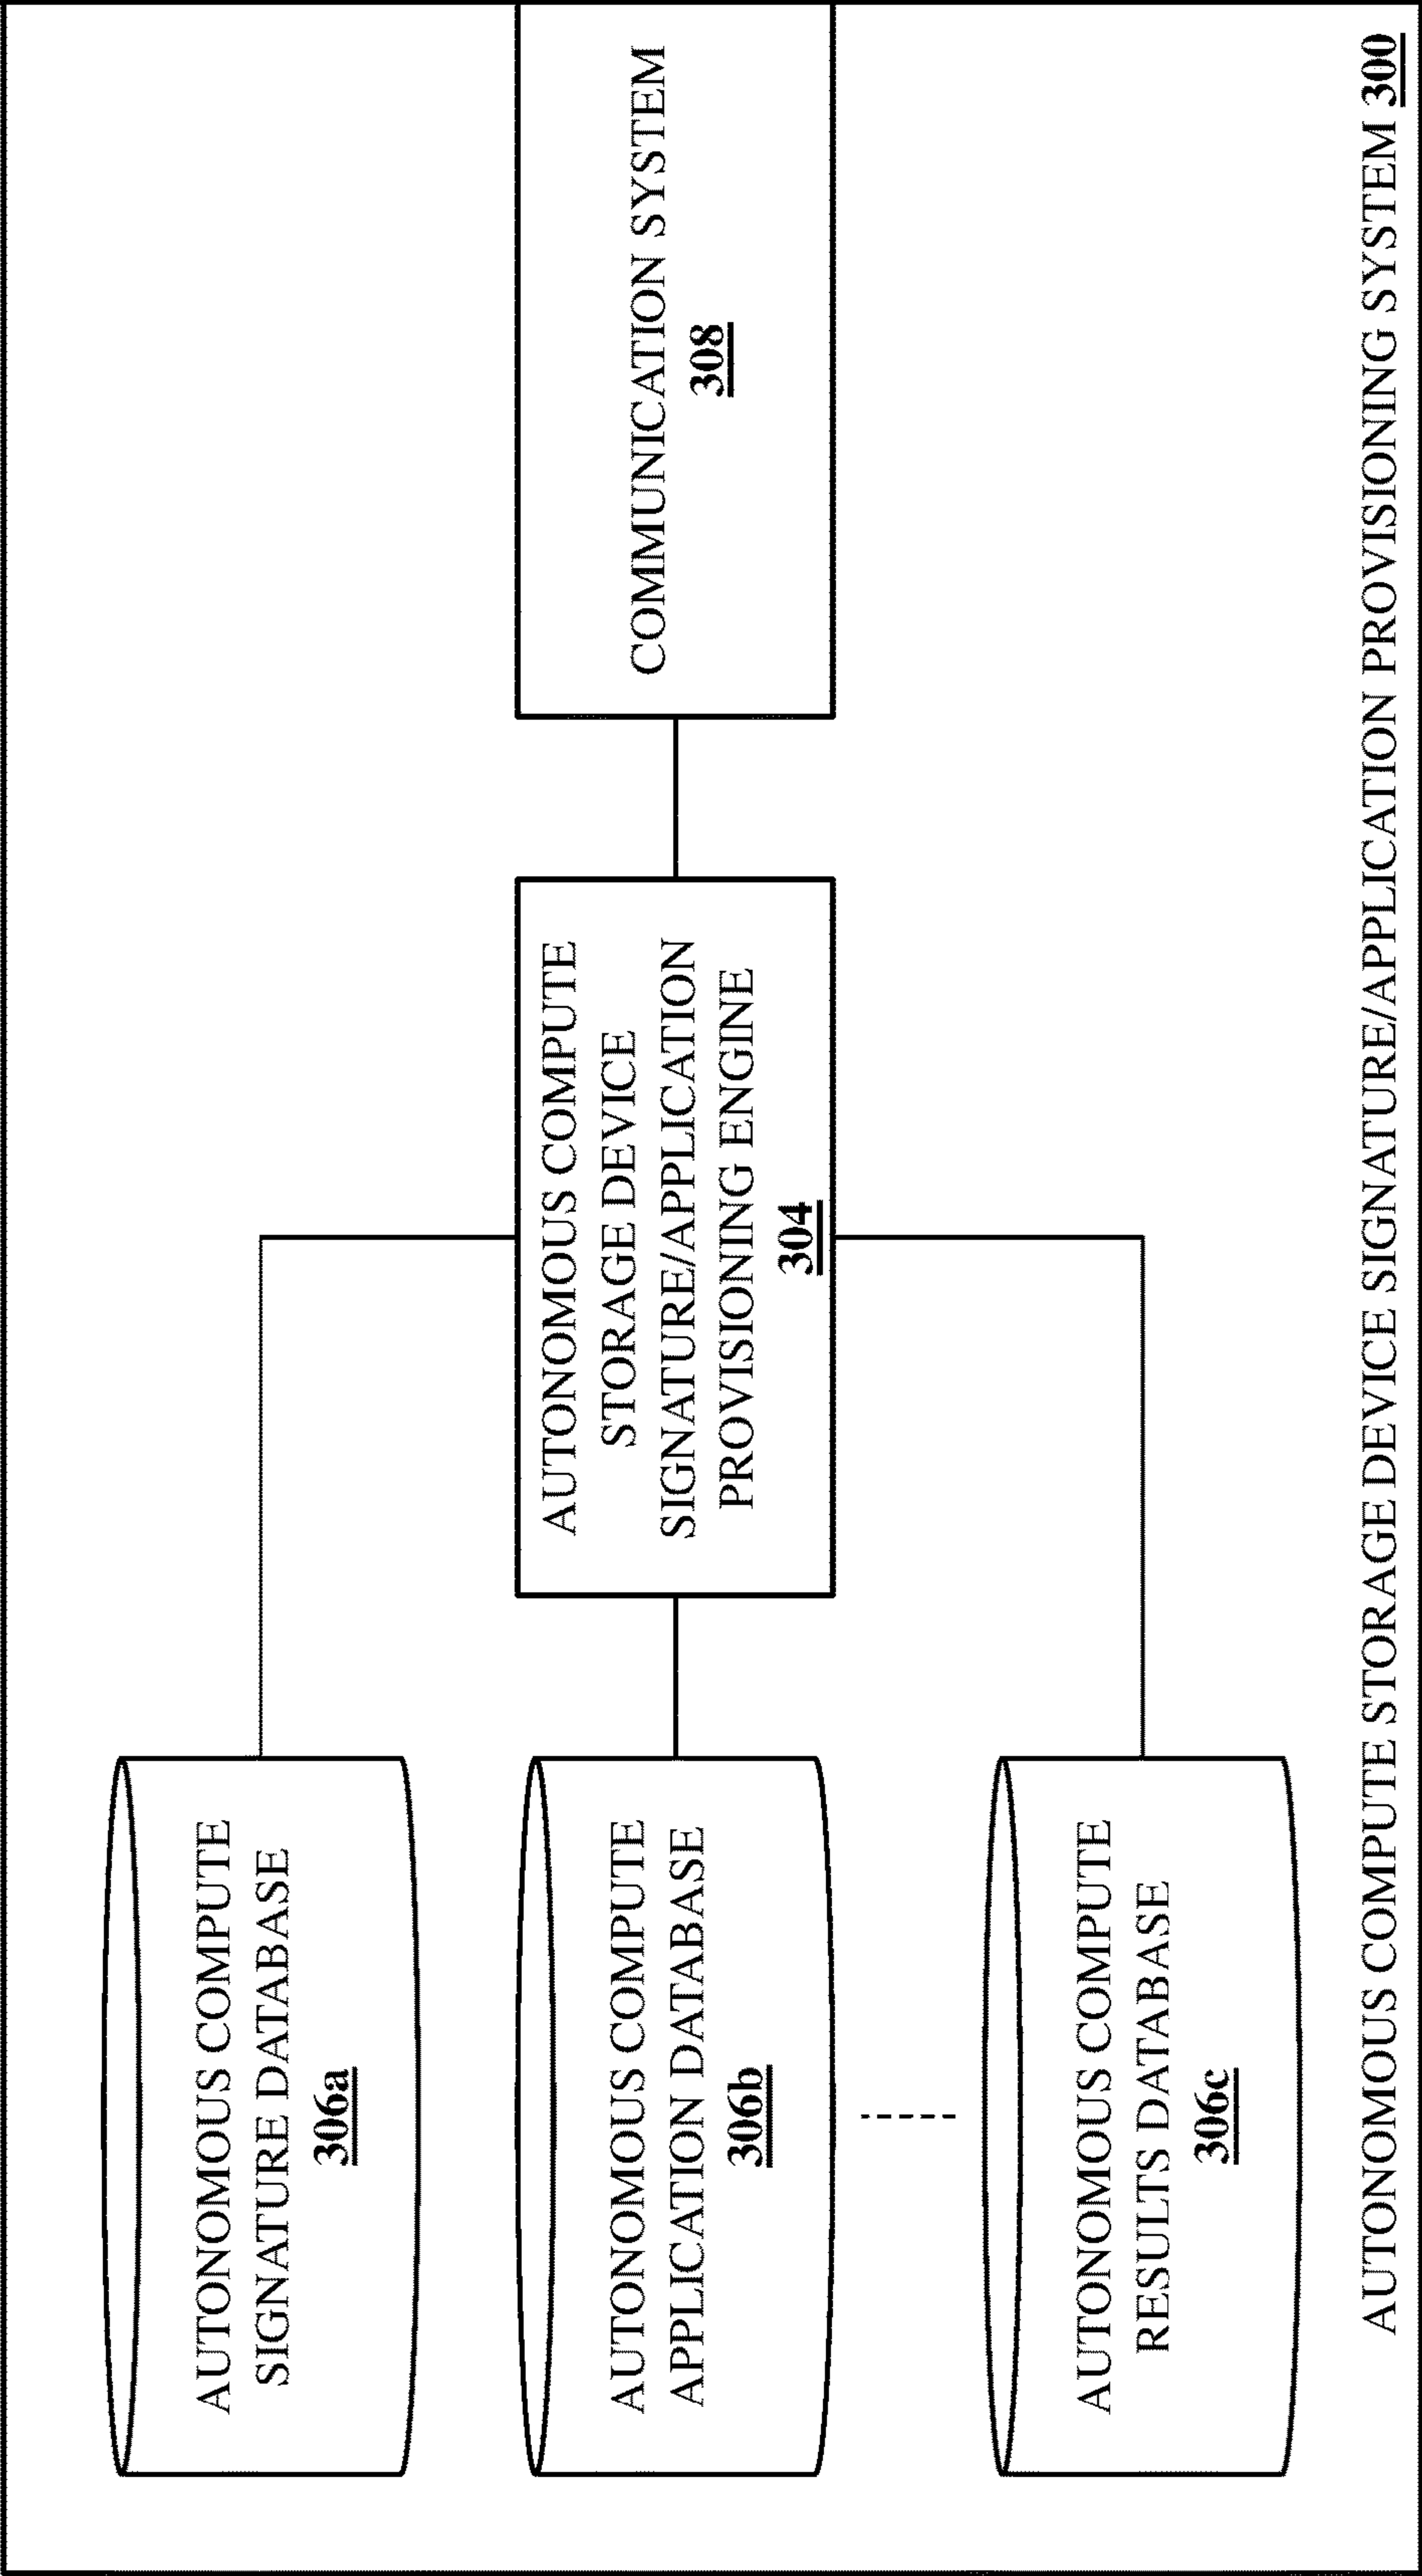 AUTONOMOUS COMPUTE
SIGNATURE DATABASE
306a
AUTONOMOUS COMPUTE
APPLICATION DATABASE
306b
AUTONOMOUS COMPUTE
RESULTS DATABASE
306c
AUTONOMOUS COMPUTE
STORAGE DEVICE
SIGNATURE/APPLICATION
PROVISIONING ENGINE
304
COMMUNICATION SYSTEM
308
AUTONOMOUS COMPUTE STORAGE DEVICE SIGNATURE/APPLICATION PROVISIONING SYSTEM 300